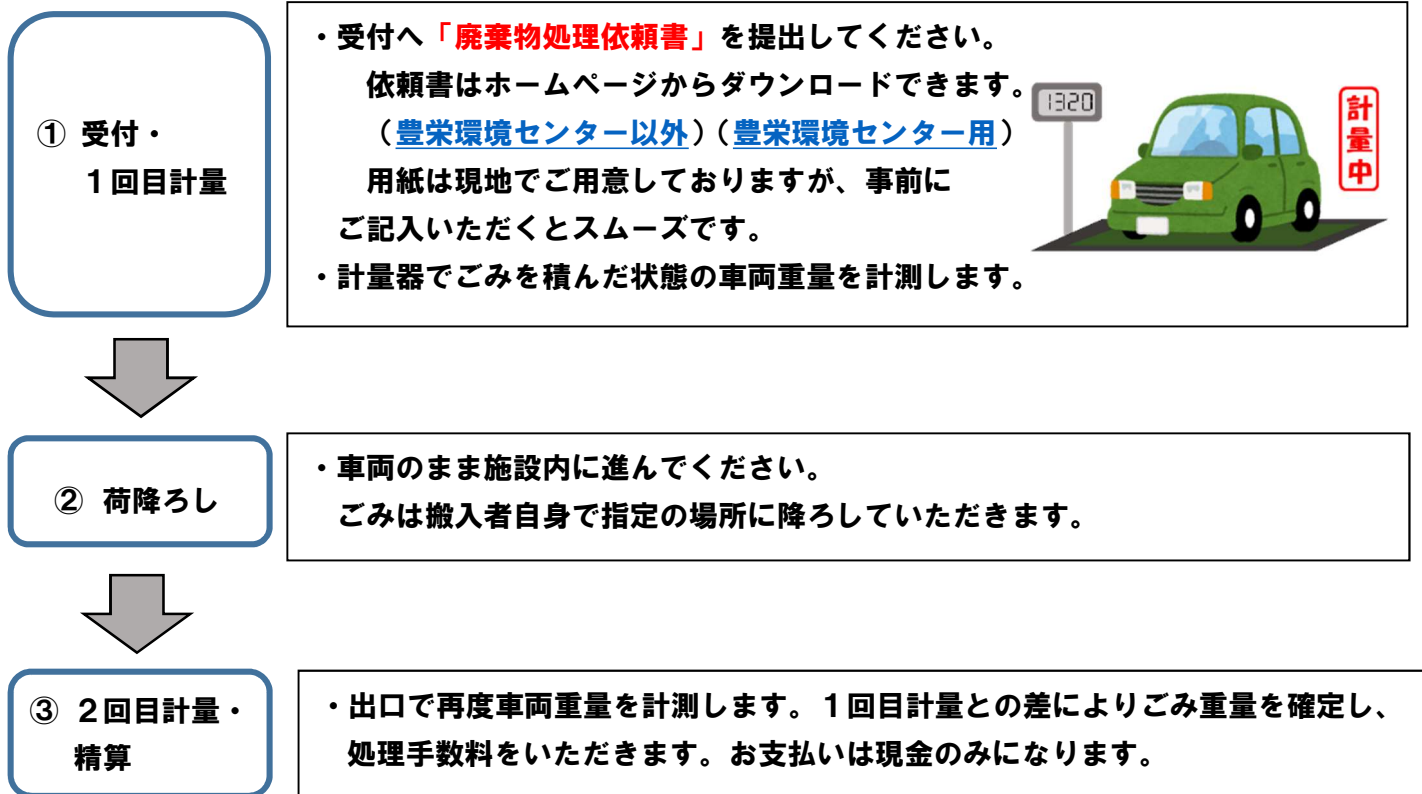 ① 受付・
１回目計量
・受付へ「廃棄物処理依頼書」を提出してください。
依頼書はホームページからダウンロードできます。
（豊栄環境センター以外）（豊栄環境センター用）
用紙は現地でご用意しておりますが、事前に
ご記入いただくとスムーズです。
・計量器でごみを積んだ状態の車両重量を計測します。
1320
計量中
② 荷降ろし
・車両のまま施設内に進んでください。
ごみは搬入者自身で指定の場所に降ろしていただきます。
③ ２回目計量・
精算
・出口で再度車両重量を計測します。１回目計量との差によりごみ重量を確定し、
処理手数料をいただきます。お支払いは現金のみになります。